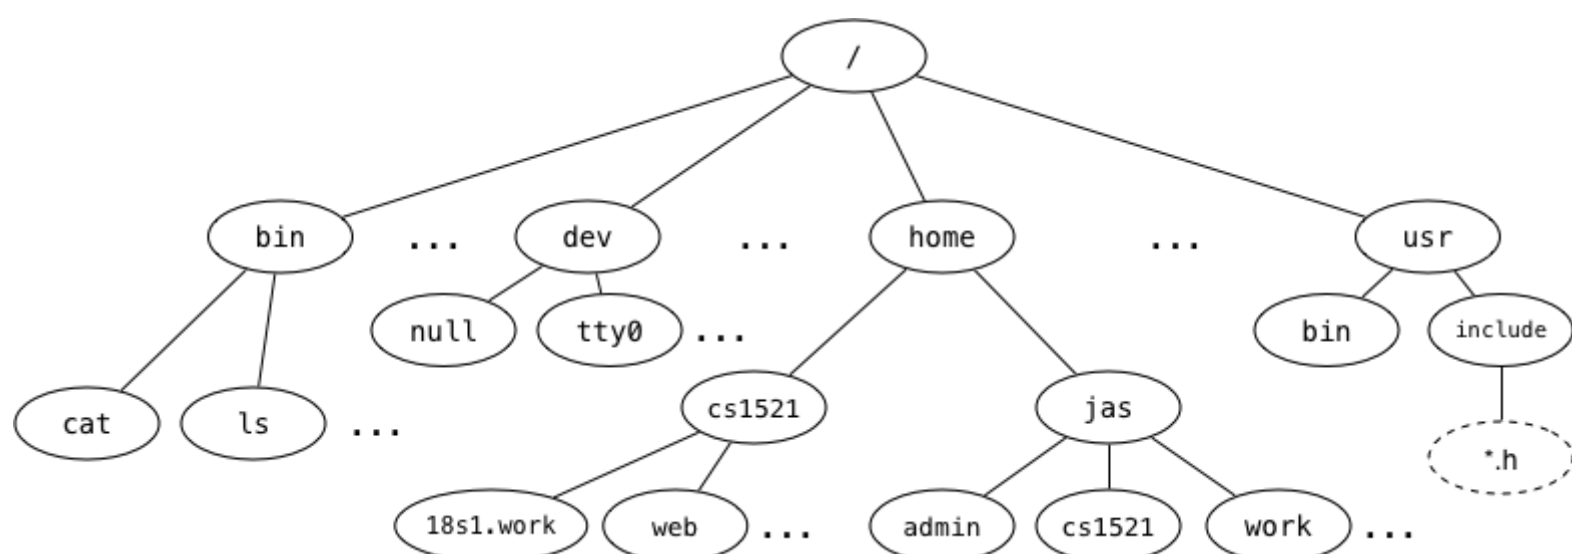 /
bin ... dev ... home ... usr
null tty0 ... bin include
cat ls ... cs1521 jas
*.h
18s1.work web ... admin cs1521 work ...